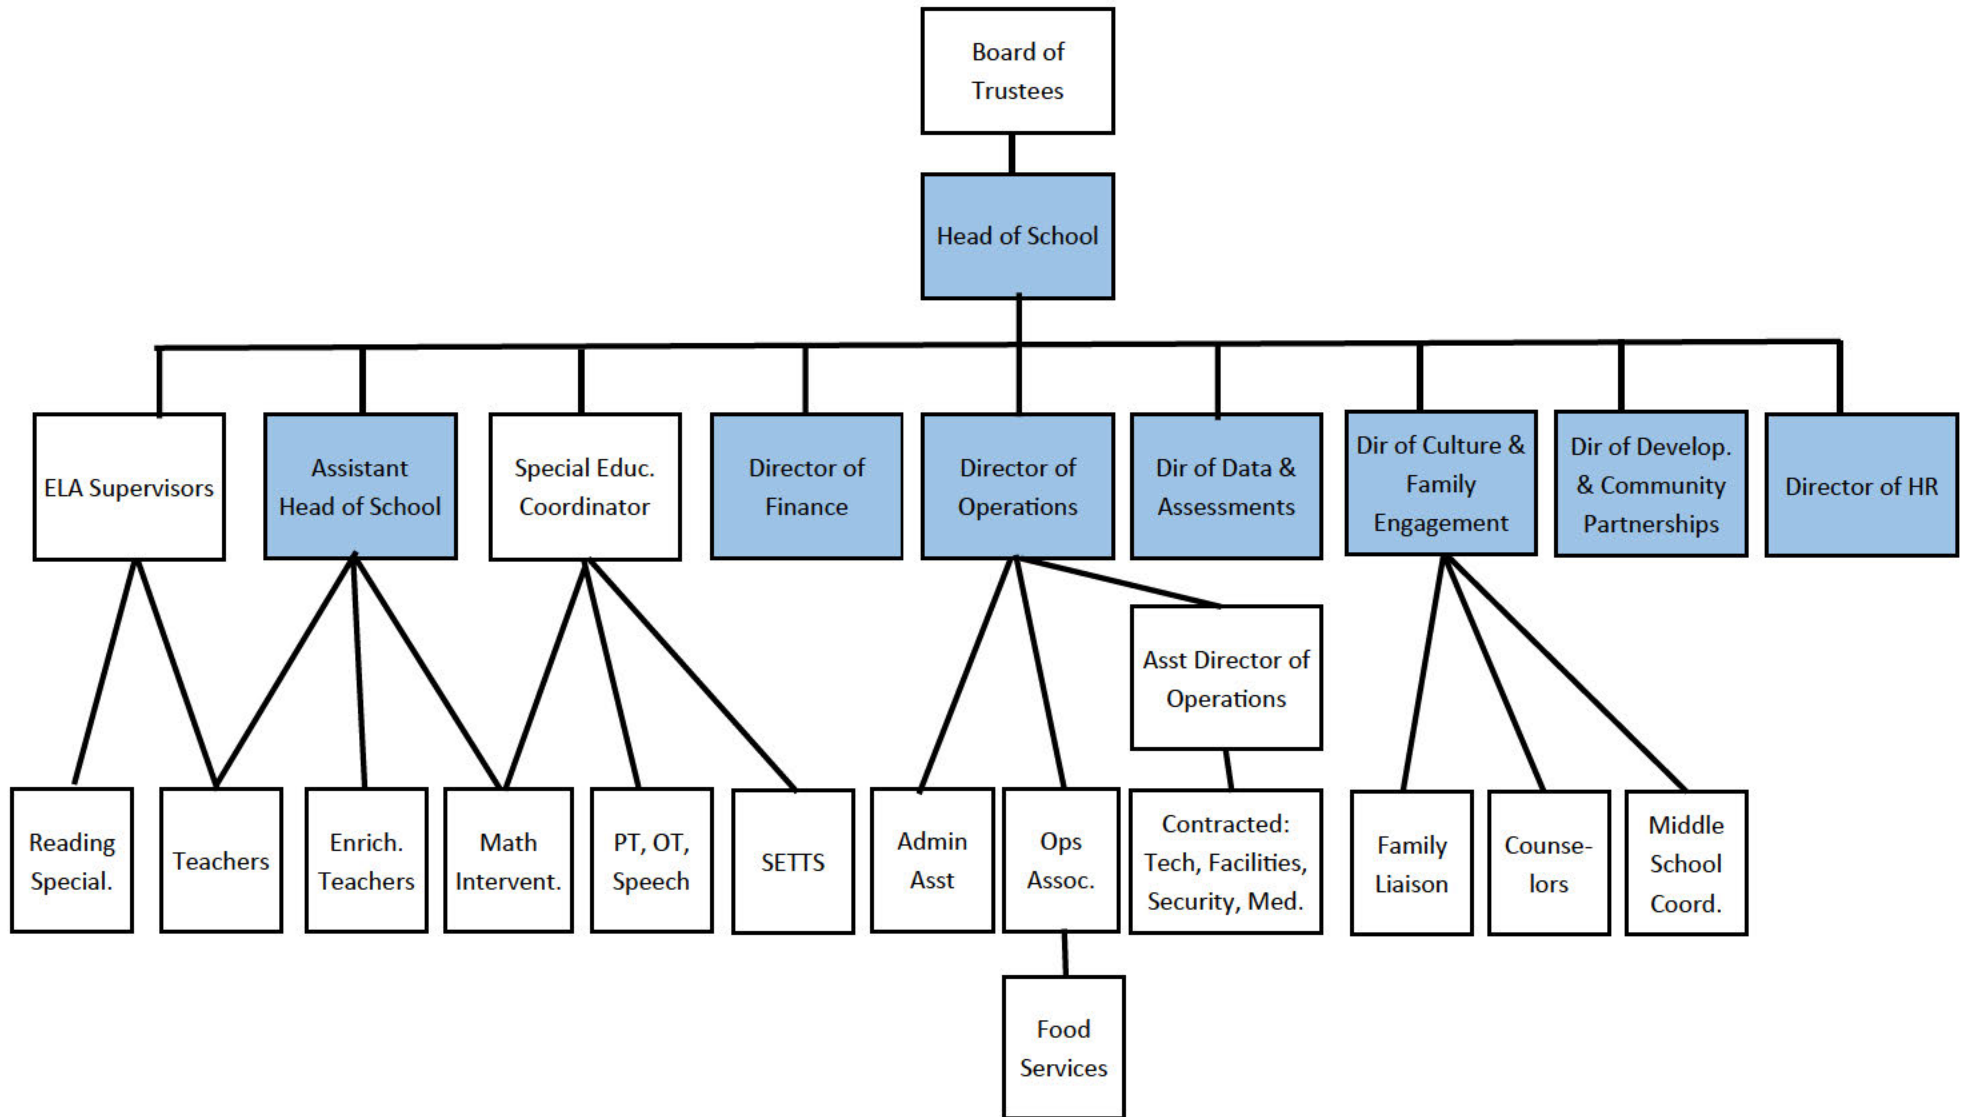 Board of
Trustees
Head of School
ELA Supervisors
Assistant
Head of School
Special Educ.
Coordinator
Director of
Finance
Director of
Operations
Dir of Data &
Assessments
Dir of Culture &
Family
Engagement
Dir of Develop.
& Community
Partnerships
Director of HR
Asst Director of
Operations
Reading
Special.
Teachers
Enrich.
Teachers
Math
Intervent.
PT, OT,
Speech
SETTS
Admin
Asst
Ops
Assoc.
Contracted:
Tech, Facilities,
Security, Med.
Family
Liaison
Counse-
lors
Middle
School
Coord.
Food
Services